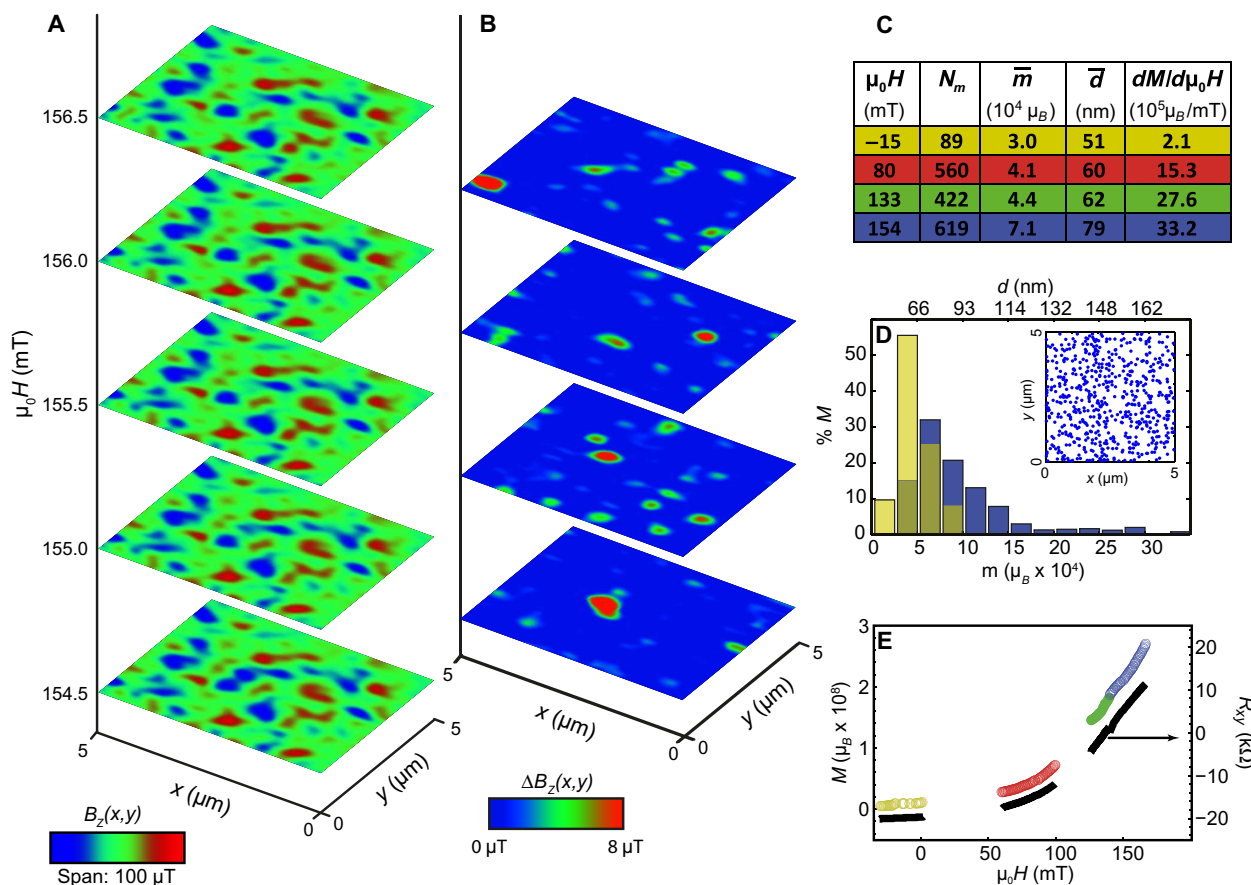 A
156.5
156.0
155.5
155.0
154.5
μ0H (mT)
5
x (μm)
0
0
y (μm)
5
Bz(x,y)
Span: 100 μT
B
5
x (μm)
0
0
y (μm)
5
ΔBz(x,y)
0 μT 8 μT
C
μ0H Nm m̅ d̅ dM/dμ0H
(mT) (10⁴ μB) (nm) (10⁵μB/mT)
–15 89 3.0 51 2.1
80 560 4.1 60 15.3
133 422 4.4 62 27.6
154 619 7.1 79 33.2
d (nm)
66 93 114 132 148 162
D
50
40
30
20
10
0
% M
0 5 10 15 20 25 30
m (μB x 10⁴)
5
y (μm)
0
0 x (μm) 5
E
3
2
1
0
M (μB x 10⁸)
20
10
0
−10
−20
Rxy (kΩ)
0 50 100 150
μ0H (mT)